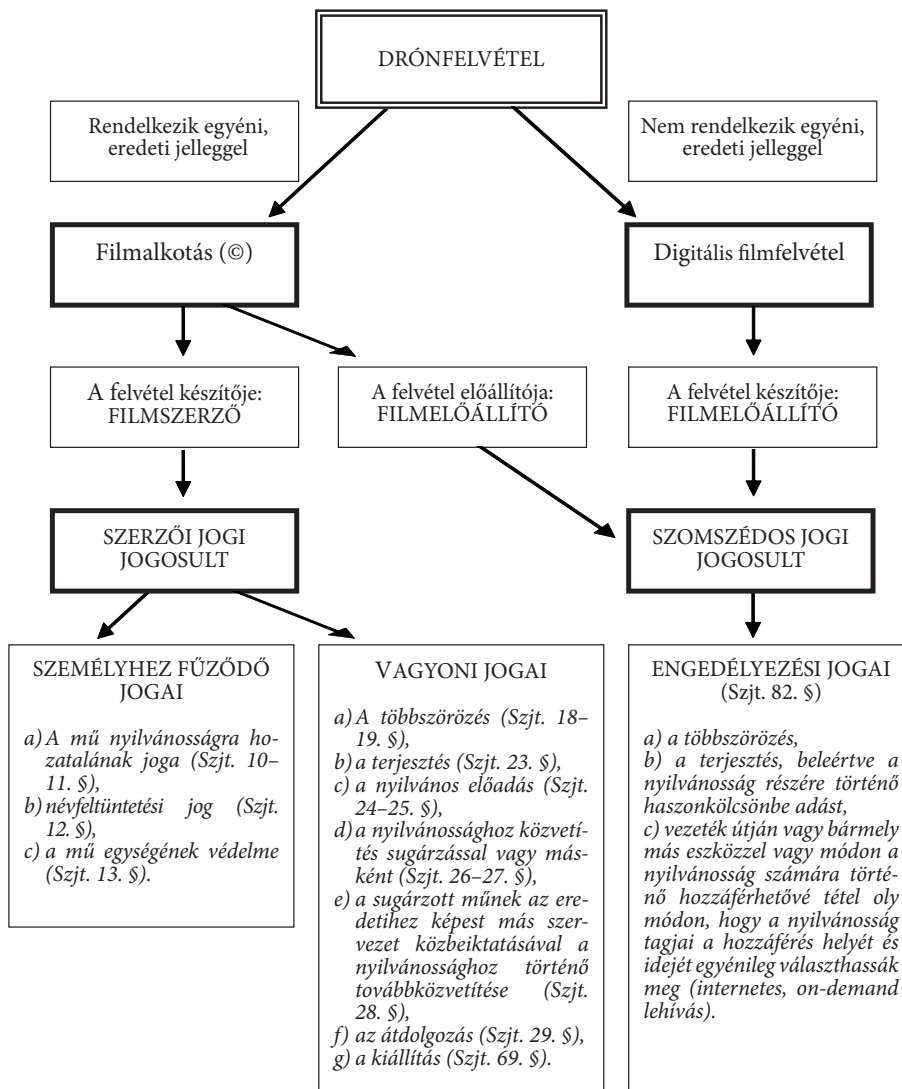 DRÓNFELVÉTEL
Rendelkezik egyéni,
eredeti jelleggel
Nem rendelkezik egyéni,
eredeti jelleggel
Filmalkotás (©)
Digitális filmfelvétel
A felvétel készítője:
FILMSZERZŐ
A felvétel előállítója:
FILMELŐÁLLÍTÓ
A felvétel készítője:
FILMELŐÁLLÍTÓ
SZERZŐI JOGI
JOGOSULT
SZOMSZÉDOS JOGI
JOGOSULT
SZEMÉLYHEZ FŰZŐDŐ
JOGAI
a) A mű nyilvánosságra ho-
zatalának joga (Szjt. 10–
11. §),
b) névfeltüntetési jog (Szjt.
12. §),
c) a mű egységének védelme
(Szjt. 13. §).
VAGYONI JOGAI
a) A többszörözés (Szjt. 18–
19. §),
b) a terjesztés (Szjt. 23. §),
c) a nyilvános előadás (Szjt.
24–25. §),
d) a nyilvánossághoz közvetí-
tés sugárzással vagy más-
ként (Szjt. 26–27. §),
e) a sugárzott műnek az ere-
detihez képest más szer-
vezet közbeiktatásával a
nyilvánossághoz történő
továbbközvetítése (Szjt.
28. §),
f) az átdolgozás (Szjt. 29. §),
g) a kiállítás (Szjt. 69. §).
ENGEDÉLYEZÉSI JOGAI
(Szjt. 82. §)
a) a többszörözés,
b) a terjesztés, beleértve a
nyilvánosság részére történő
haszonkölcsönbe adást,
c) vezeték útján vagy bármely
más eszközzel vagy módon a
nyilvánosság számára törté-
nő hozzáférhetővé tétel oly
módon, hogy a nyilvánosság
tagjai a hozzáférés helyét és
idejét egyénileg választhassák
meg (internetes, on-demand
lehívás).